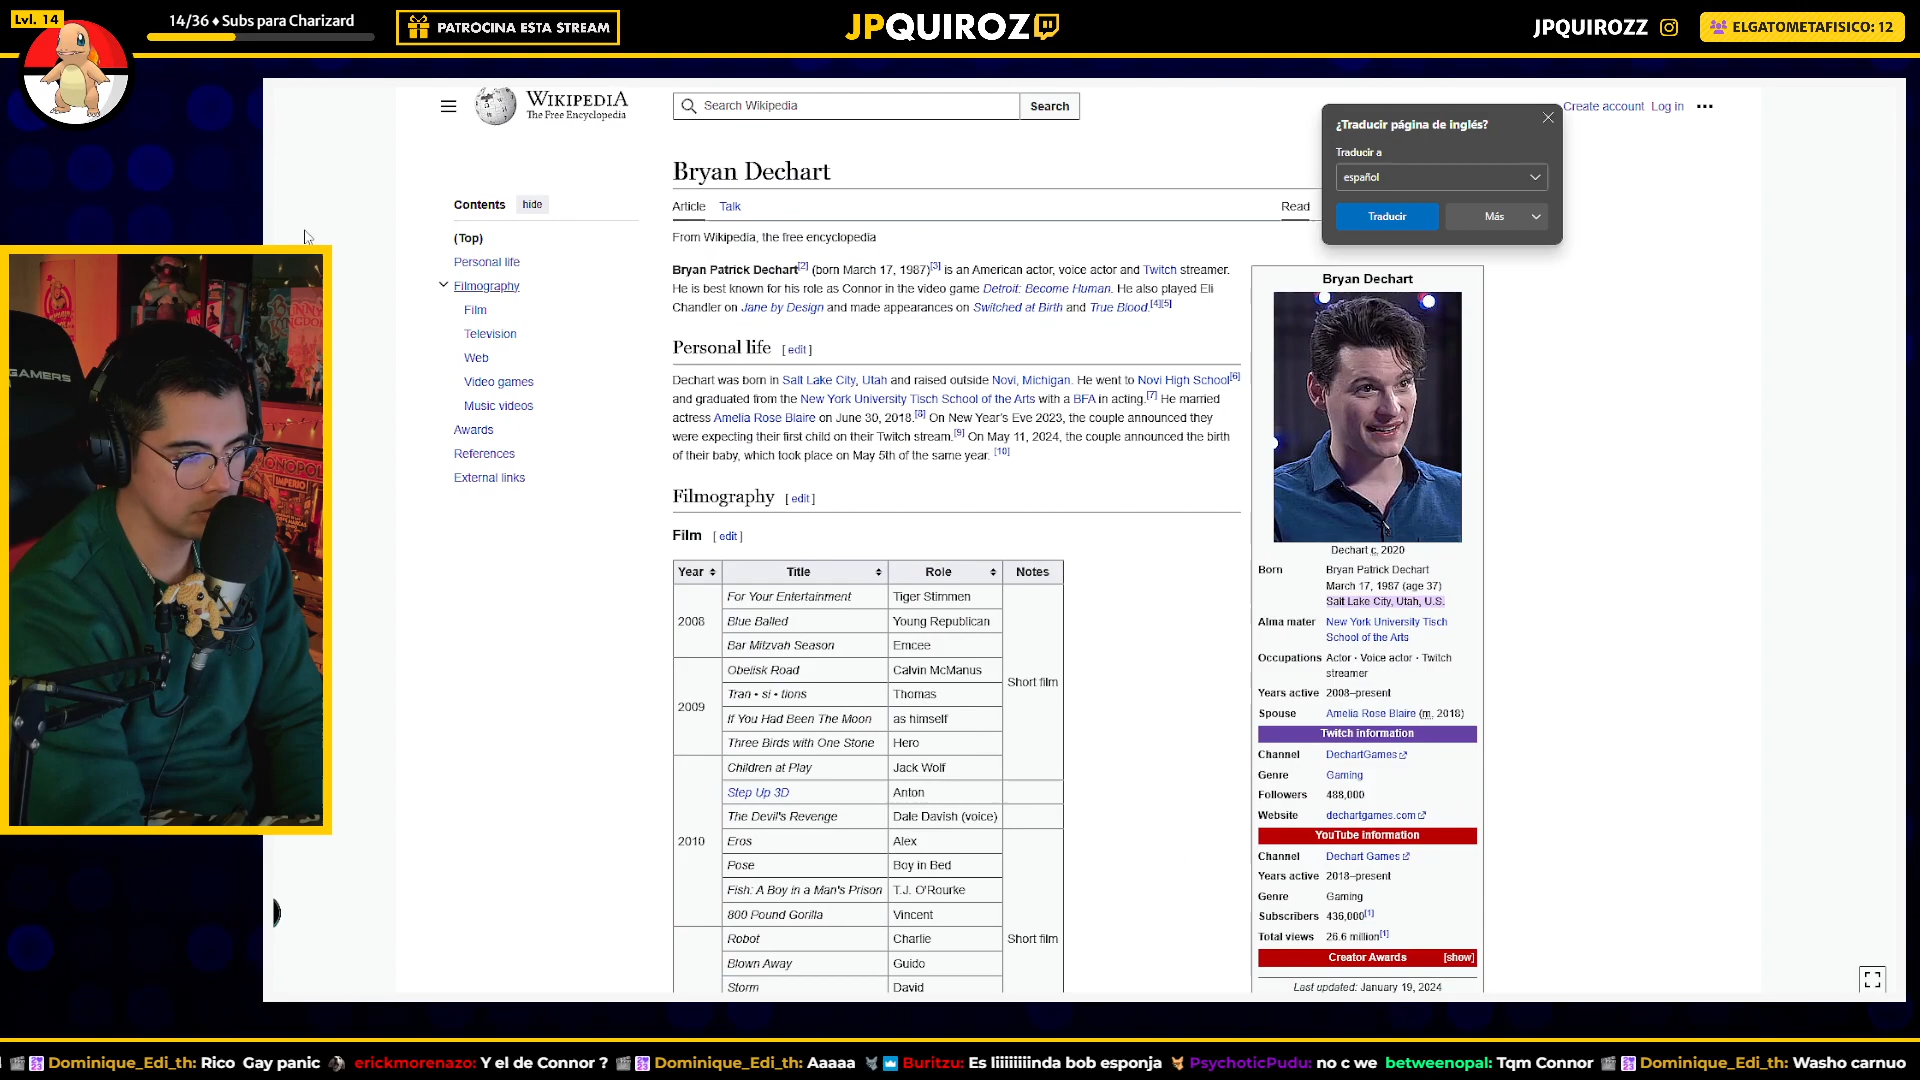 Lvl. 14
14/36 ♦ Subs para Charizard
PATROCINA ESTA STREAM
JPQUIROZ
JPQUIROZZ
ELGATOMETAFISICO: 12
WIKIPEDIA
The Free Encyclopedia
Search Wikipedia
Search
Create account Log in
¿Traducir página de inglés?
Traducir a
español
Traducir
Más
Bryan Dechart
Article Talk
Read
From Wikipedia, the free encyclopedia
Contents hide
(Top)
Personal life
Filmography
Film
Television
Web
Video games
Music videos
Awards
References
External links
Bryan Patrick Dechart[2] (born March 17, 1987)[3] is an American actor, voice actor and Twitch streamer.
He is best known for his role as Connor in the video game Detroit: Become Human. He also played Eli
Chandler on Jane by Design and made appearances on Switched at Birth and True Blood.[4][5]
Personal life [ edit ]
Dechart was born in Salt Lake City, Utah and raised outside Novi, Michigan. He went to Novi High School[6]
and graduated from the New York University Tisch School of the Arts with a BFA in acting.[7] He married
actress Amelia Rose Blaire on June 30, 2018.[8] On New Year's Eve 2023, the couple announced they
were expecting their first child on their Twitch stream.[9] On May 11, 2024, the couple announced the birth
of their baby, which took place on May 5th of the same year. [10]
Filmography [ edit ]
Film [ edit ]
Year Title Role Notes
2008
For Your Entertainment Tiger Stimmen
Blue Balled Young Republican
Bar Mitzvah Season Emcee
2009
Obelisk Road Calvin McManus
Short film
Tran • si • tions Thomas
If You Had Been The Moon as himself
Three Birds with One Stone Hero
2010
Children at Play Jack Wolf
Step Up 3D Anton
The Devil's Revenge Dale Davish (voice)
Eros Alex
Pose Boy in Bed
Fish: A Boy in a Man's Prison T.J. O'Rourke
800 Pound Gorilla Vincent
Robot Charlie
Short film
Blown Away Guido
Storm David
Bryan Dechart
Dechart c. 2020
Born Bryan Patrick Dechart
March 17, 1987 (age 37)
Salt Lake City, Utah, U.S.
Alma mater New York University Tisch
School of the Arts
Occupations Actor · Voice actor · Twitch
streamer
Years active 2008–present
Spouse Amelia Rose Blaire (m. 2018)
Twitch information
Channel DechartGames
Genre Gaming
Followers 488,000
Website dechartgames.com
YouTube information
Channel Dechart Games
Years active 2018–present
Genre Gaming
Subscribers 436,000[1]
Total views 26.6 million[1]
Creator Awards [show]
Last updated: January 19, 2024
GAMERS
MONOPOLY
IMPERIO
Dominique_Edi_th: Rico Gay panic erickmorenazo: Y el de Connor ? Dominique_Edi_th: Aaaaa Buritzu: Es liiiiiiiinda bob esponja PsychoticPudu: no c we betweenopal: Tqm Connor Dominique_Edi_th: Washo carnuo